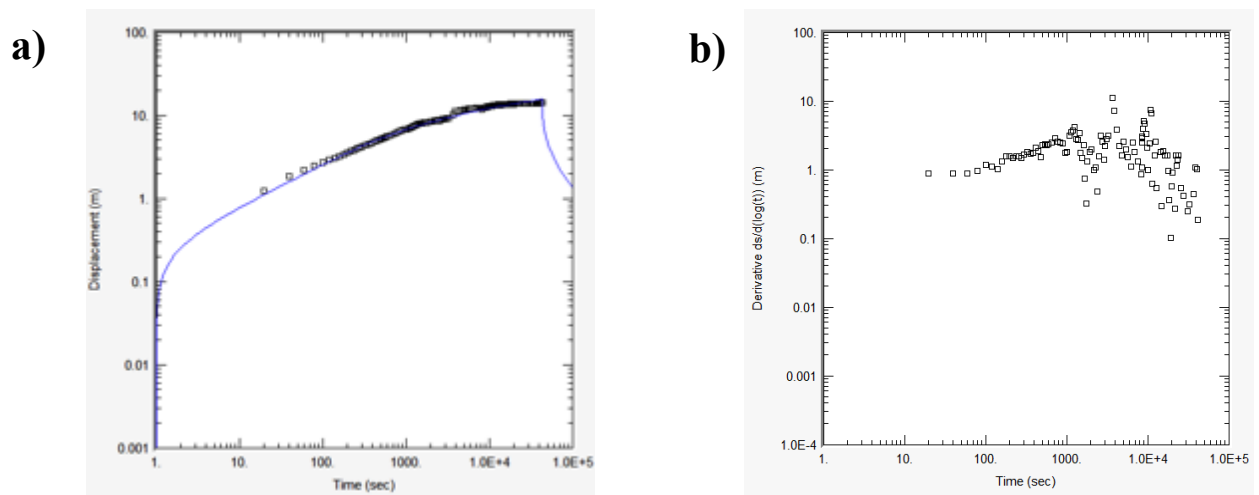 a)
100.
10.
1.
0.1
0.01
0.001
Displacement (m)
1.
10.
100.
1000.
1.0E+4
1.0E+5
Time (sec)
b)
100.
10.
1.
0.1
0.01
0.001
1.0E-4
Derivative ds/d(log(t)) (m)
1.
10.
100.
1000.
1.0E+4
1.0E+5
Time (sec)